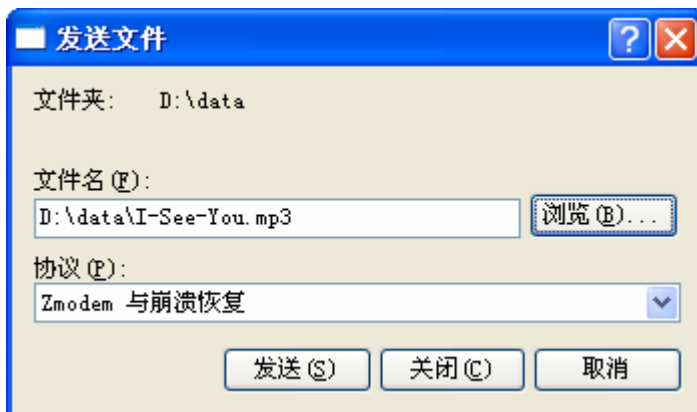 发送文件
文件夹: D:\data
文件名(F):
D:\data\I-See-You.mp3 浏览(B)...
协议(P):
Zmodem 与崩溃恢复
发送(S) 关闭(C) 取消